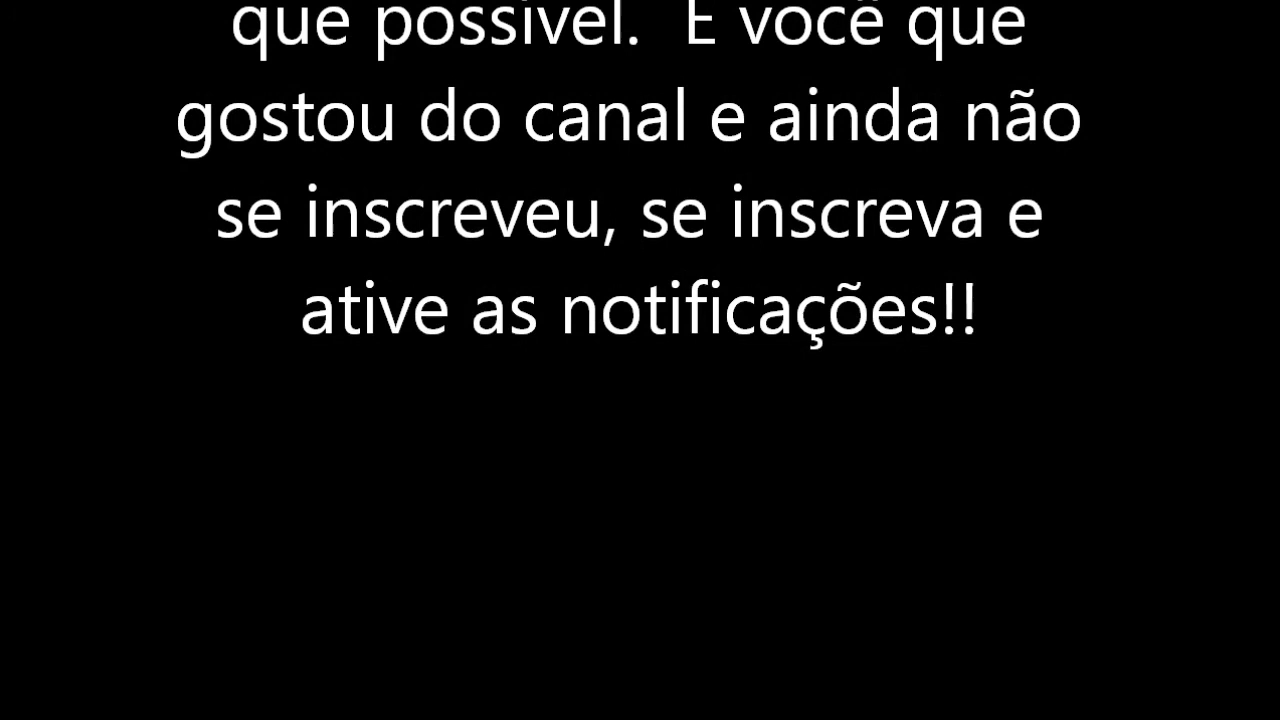 que possível.  E você que
gostou do canal e ainda não
se inscreveu, se inscreva e
ative as notificações!!